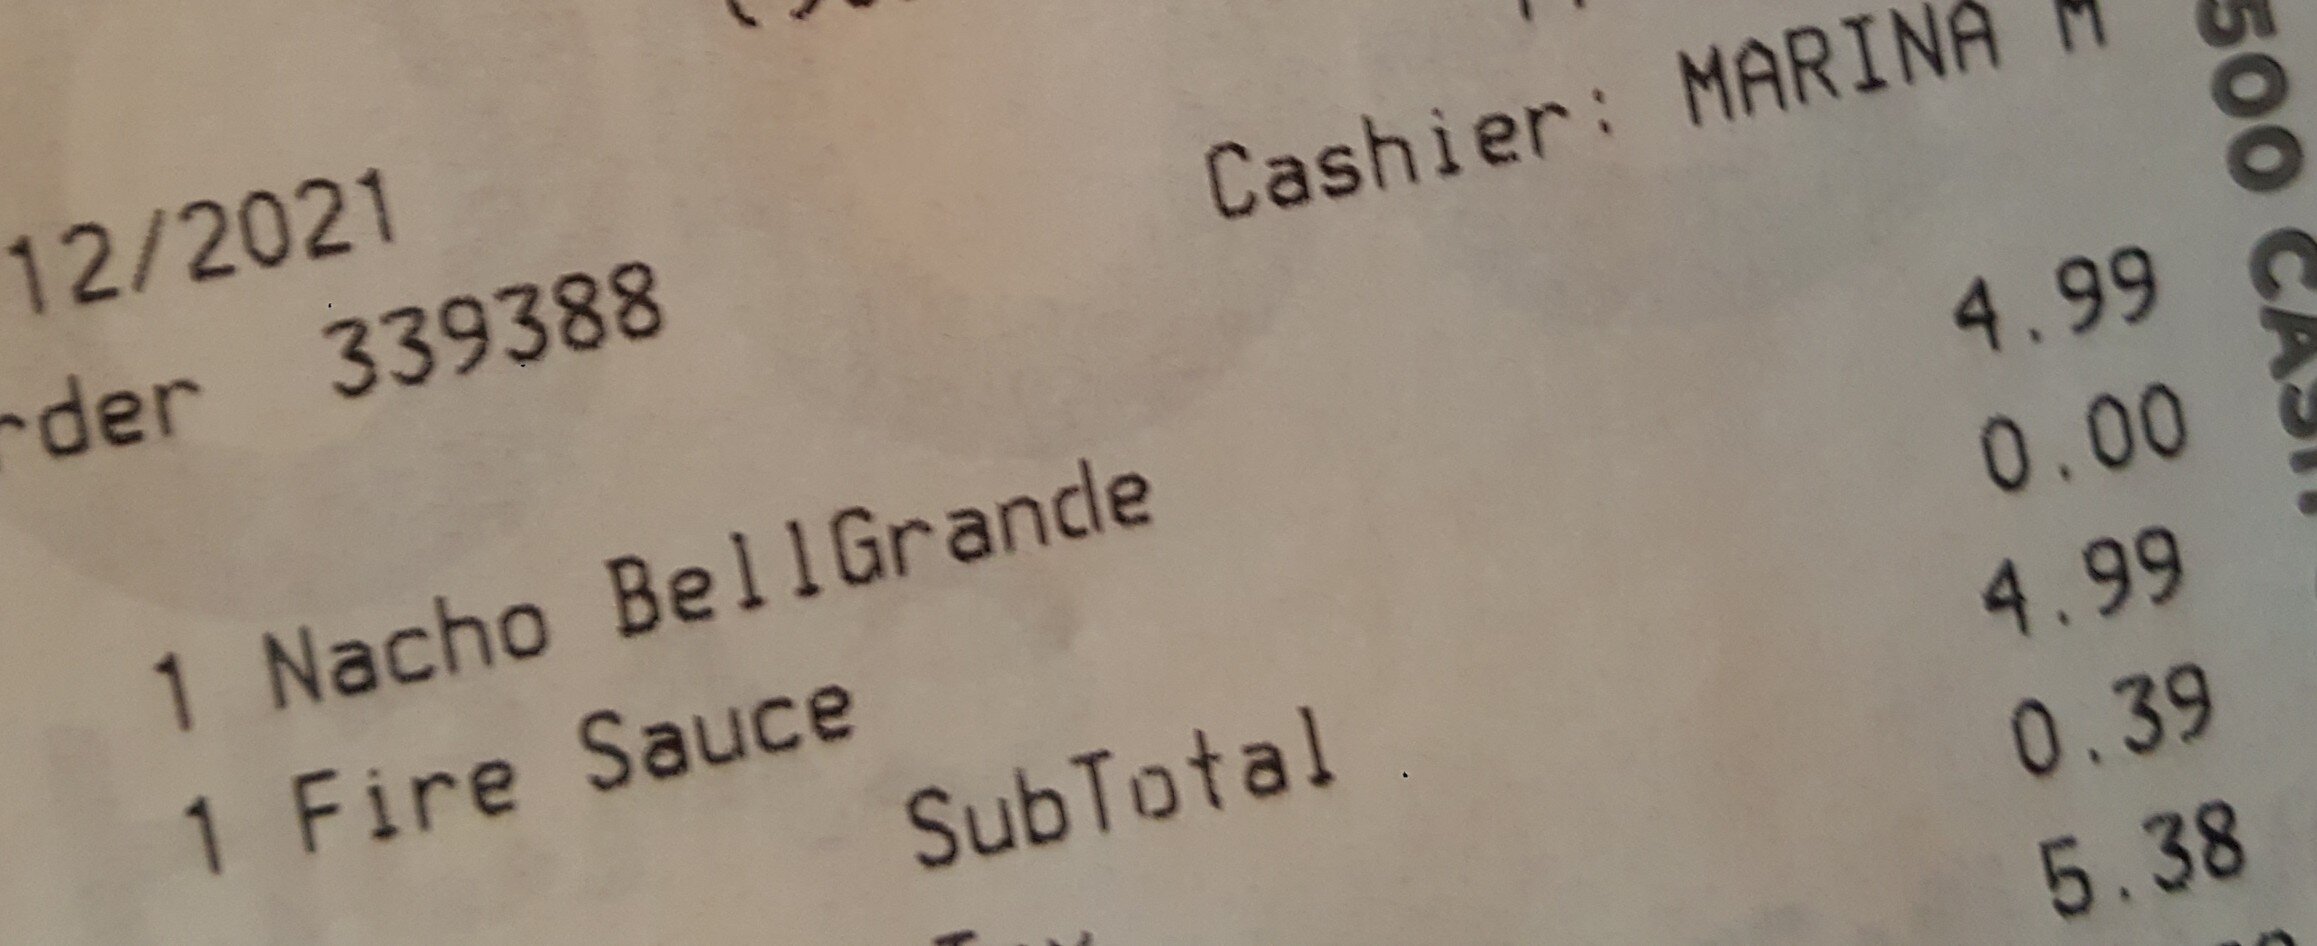 Cashier: MARINA M
12/2021
rder 339388
1 Nacho BellGrande 4.99
1 Fire Sauce 0.00
SubTotal 4.99
0.39
5.38
500 CASH